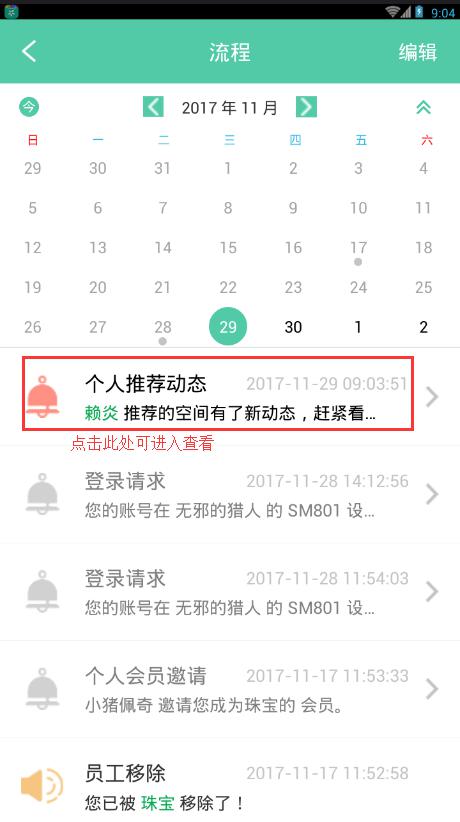 9:04
流程
编辑
今
2017 年 11 月
日 一 二 三 四 五 六
29 30 31 1 2 3 4
5 6 7 8 9 10 11
12 13 14 15 16 17 18
19 20 21 22 23 24 25
26 27 28 29 30 1 2
个人推荐动态 2017-11-29 09:03:51
赖炎 推荐的空间有了新动态，赶紧看...
点击此处可进入查看
登录请求 2017-11-28 14:12:56
您的账号在 无邪的猎人 的 SM801 设...
登录请求 2017-11-28 11:54:03
您的账号在 无邪的猎人 的 SM801 设...
个人会员邀请 2017-11-17 11:53:33
小猪佩奇 邀请您成为珠宝的 会员。
员工移除 2017-11-17 11:52:58
您已被 珠宝 移除了！